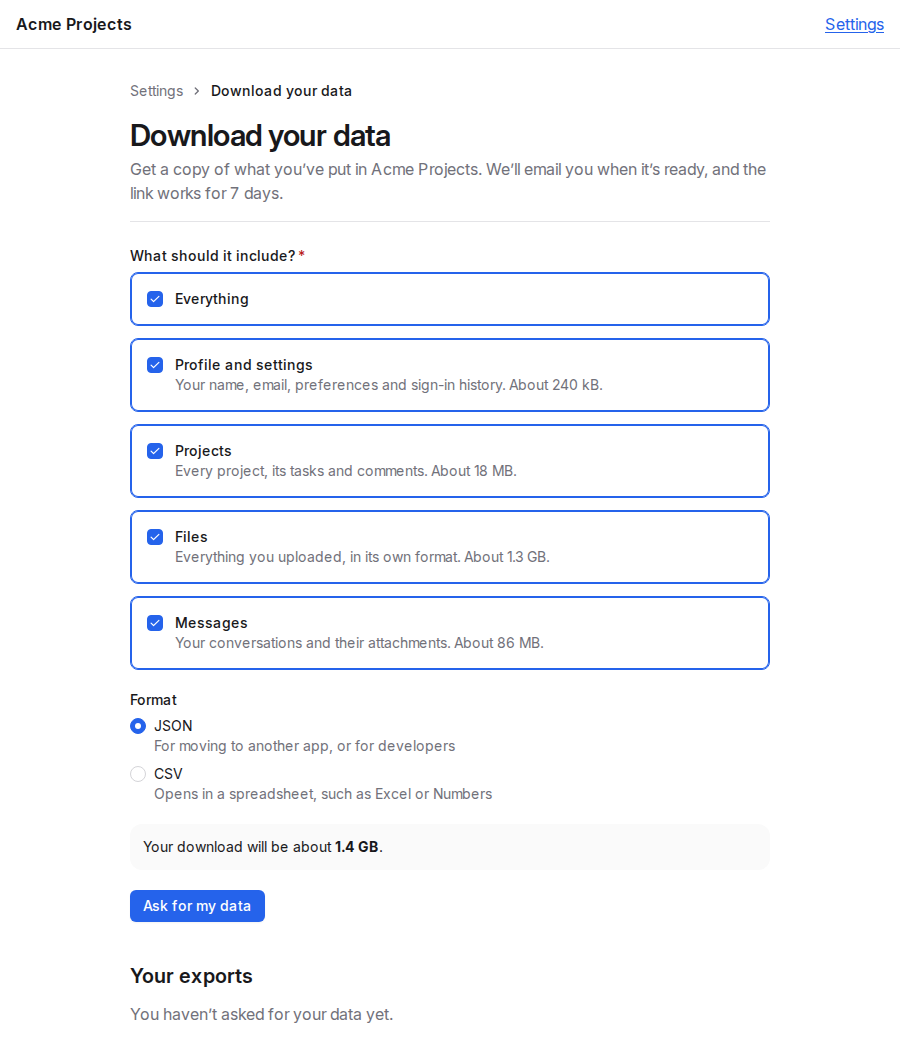 Acme Projects
Settings
Settings > Download your data
Download your data
Get a copy of what you’ve put in Acme Projects. We’ll email you when it’s ready, and the
link works for 7 days.
What should it include? *
Everything
Profile and settings
Your name, email, preferences and sign-in history. About 240 kB.
Projects
Every project, its tasks and comments. About 18 MB.
Files
Everything you uploaded, in its own format. About 1.3 GB.
Messages
Your conversations and their attachments. About 86 MB.
Format
JSON
For moving to another app, or for developers
CSV
Opens in a spreadsheet, such as Excel or Numbers
Your download will be about 1.4 GB.
Ask for my data
Your exports
You haven’t asked for your data yet.